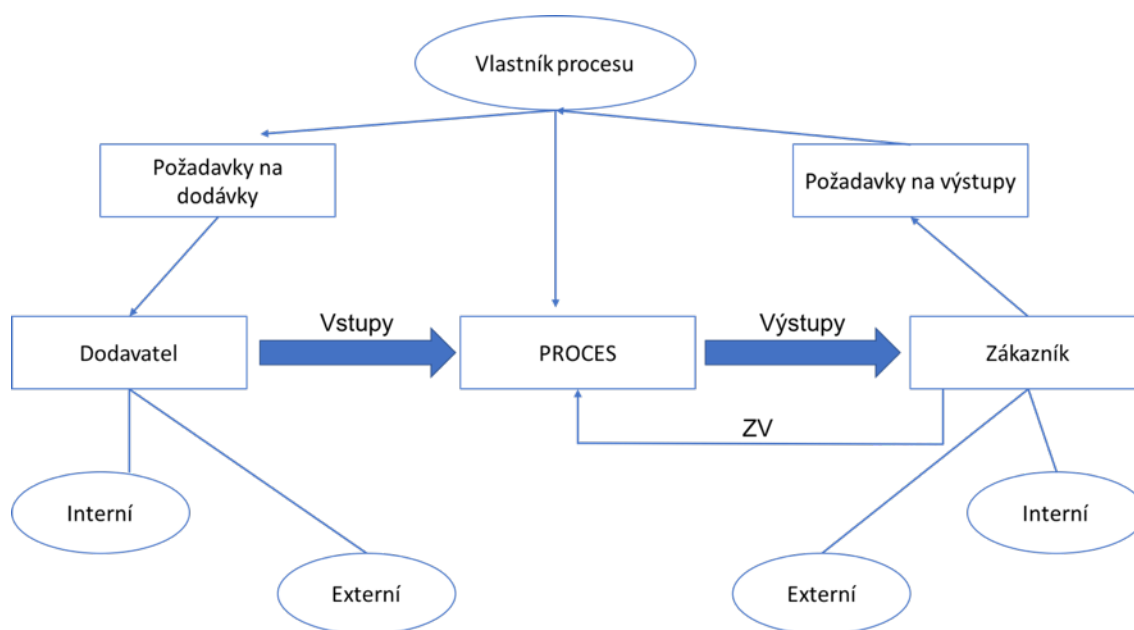 Vlastník procesu
Požadavky na
dodávky
Požadavky na výstupy
Vstupy
Výstupy
Dodavatel
PROCES
Zákazník
ZV
Interní
Interní
Externí
Externí